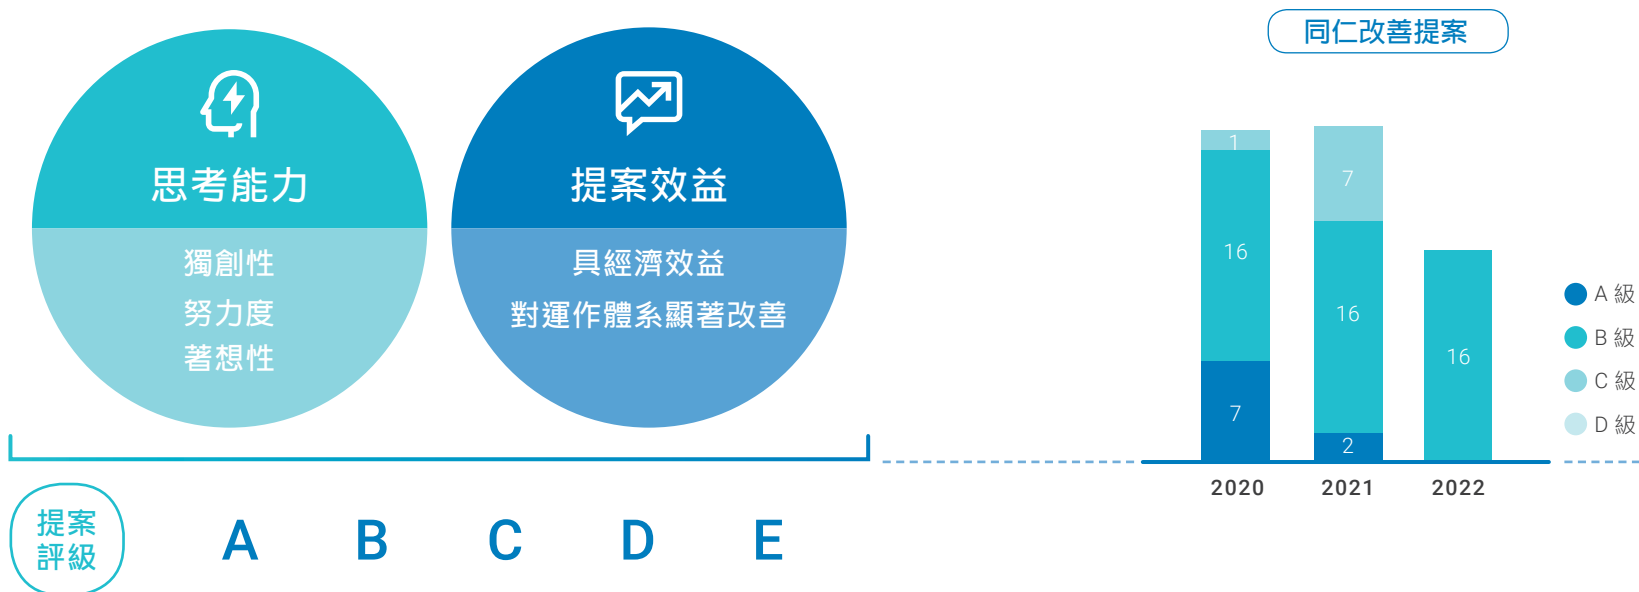 思考能力
獨創性
努力度
著想性
提案效益
具經濟效益
對運作體系顯著改善
提案
評級
A B C D E
同仁改善提案
1
16
7
7
16
2
16
2020 2021 2022
A 級
B 級
C 級
D 級